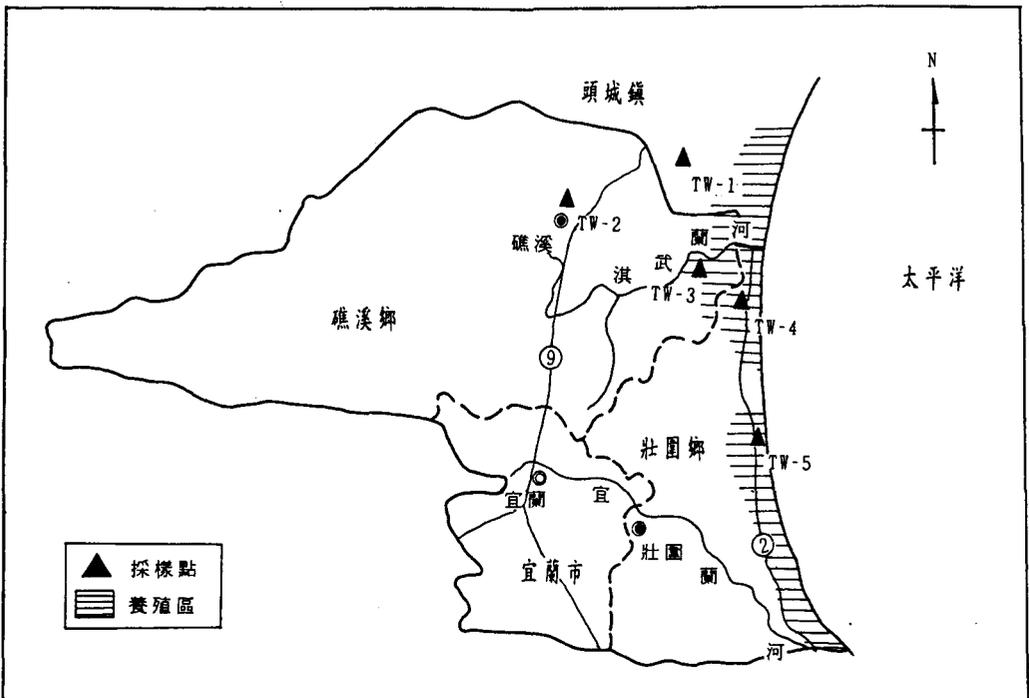 頭城鎮
N
TW-1
TW-2
礁溪
淇武蘭河
太平洋
TW-3
礁溪鄉
TW-4
9
壯圍鄉
TW-5
宜蘭
宜蘭河
壯圍
2
宜蘭市
採樣點
養殖區